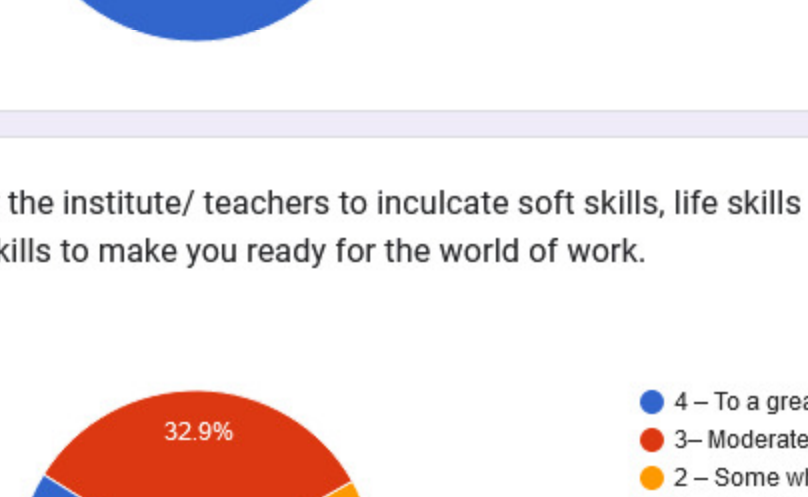 the institute/ teachers to inculcate soft skills, life skills
kills to make you ready for the world of work.
32.9%
4 – To a grea
3– Moderate
2 – Some wh